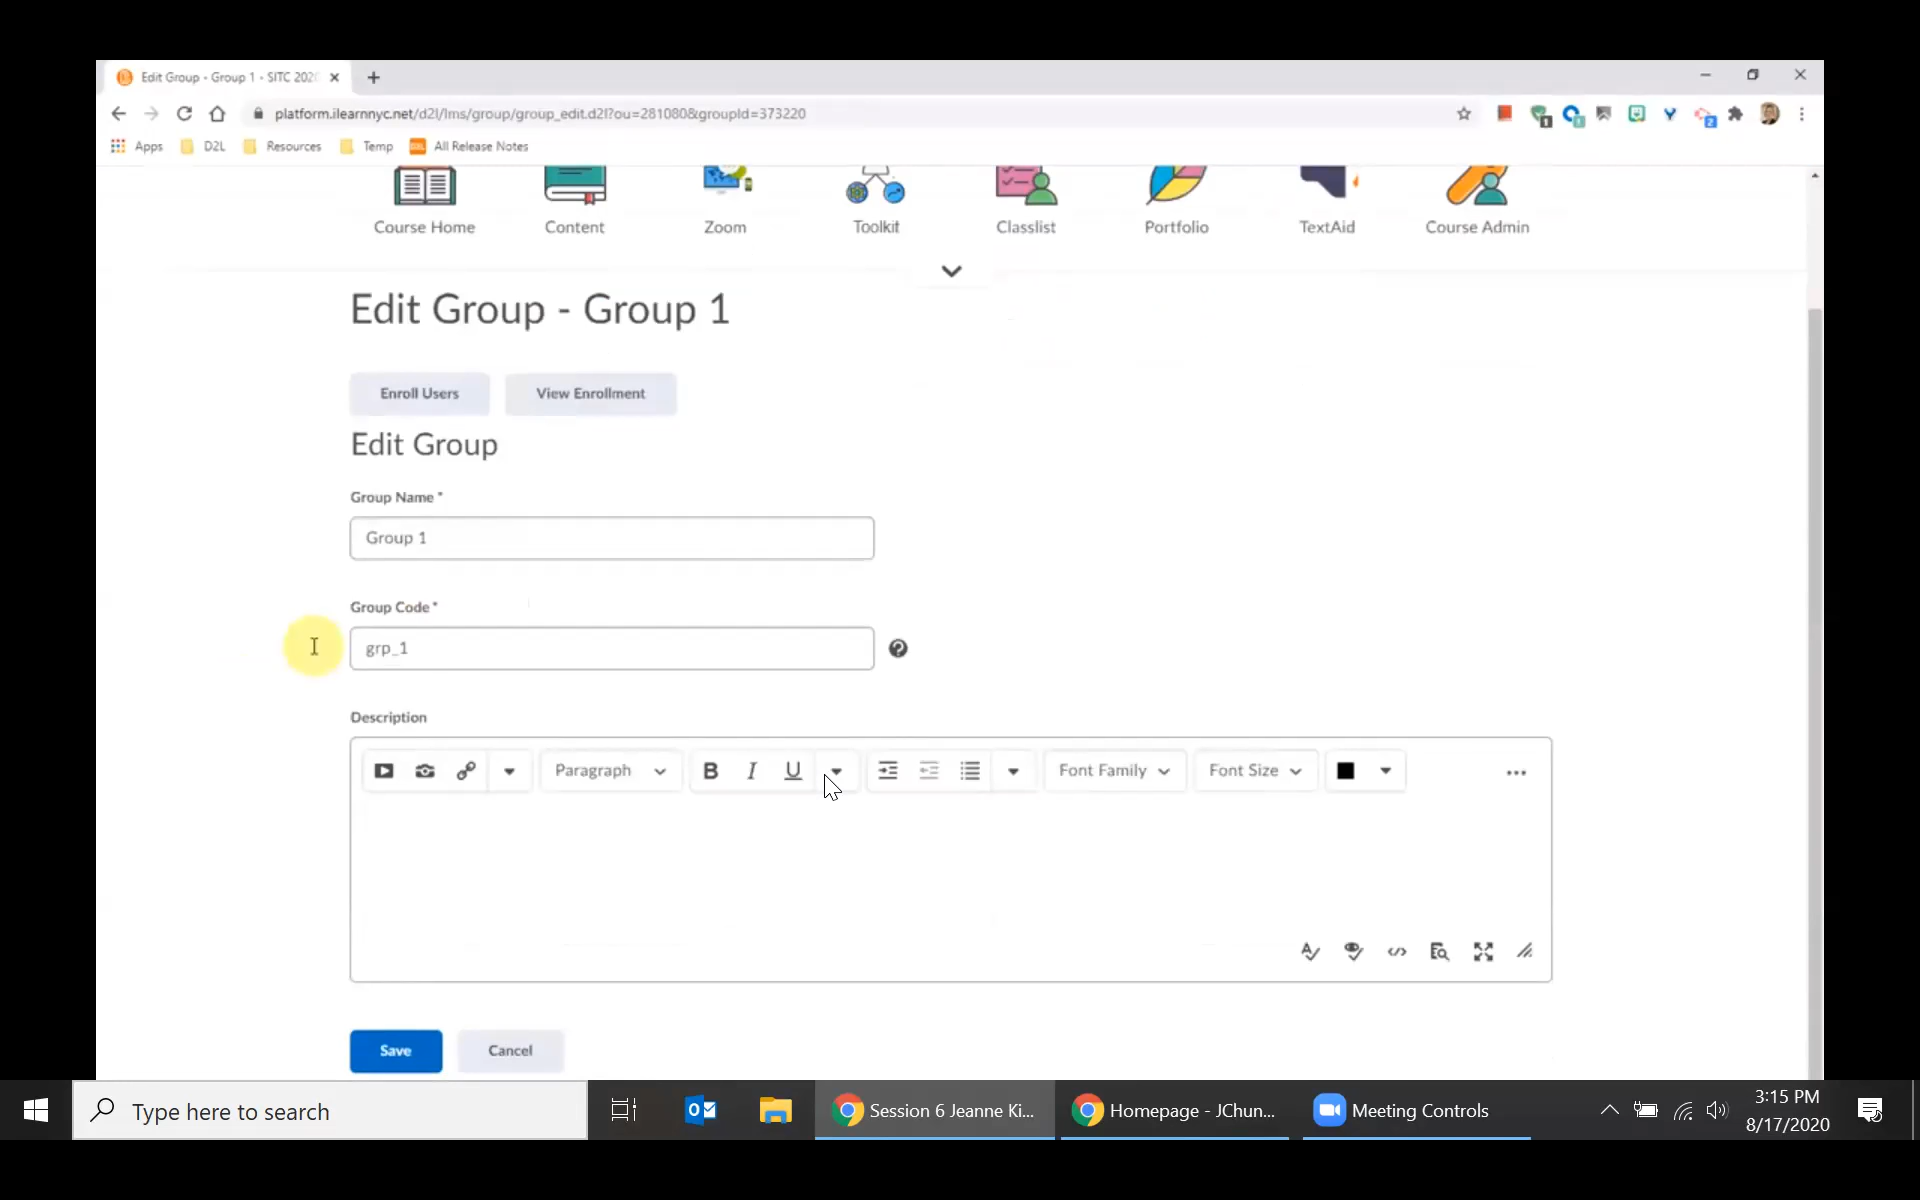 Edit Group - Group 1 - SITC 202
platform.ilearnnyc.net/d2l/lms/group/group_edit.d2l?ou=281080&groupId=373220
Apps D2L Resources Temp All Release Notes
Course Home Content Zoom Toolkit Classlist Portfolio TextAid Course Admin
Edit Group - Group 1
Enroll Users View Enrollment
Edit Group
Group Name *
Group 1
Group Code *
grp_1
Description
Paragraph B I U Font Family Font Size
Save Cancel
Type here to search
Session 6 Jeanne Ki...
Homepage - JChun...
Meeting Controls
3:15 PM
8/17/2020